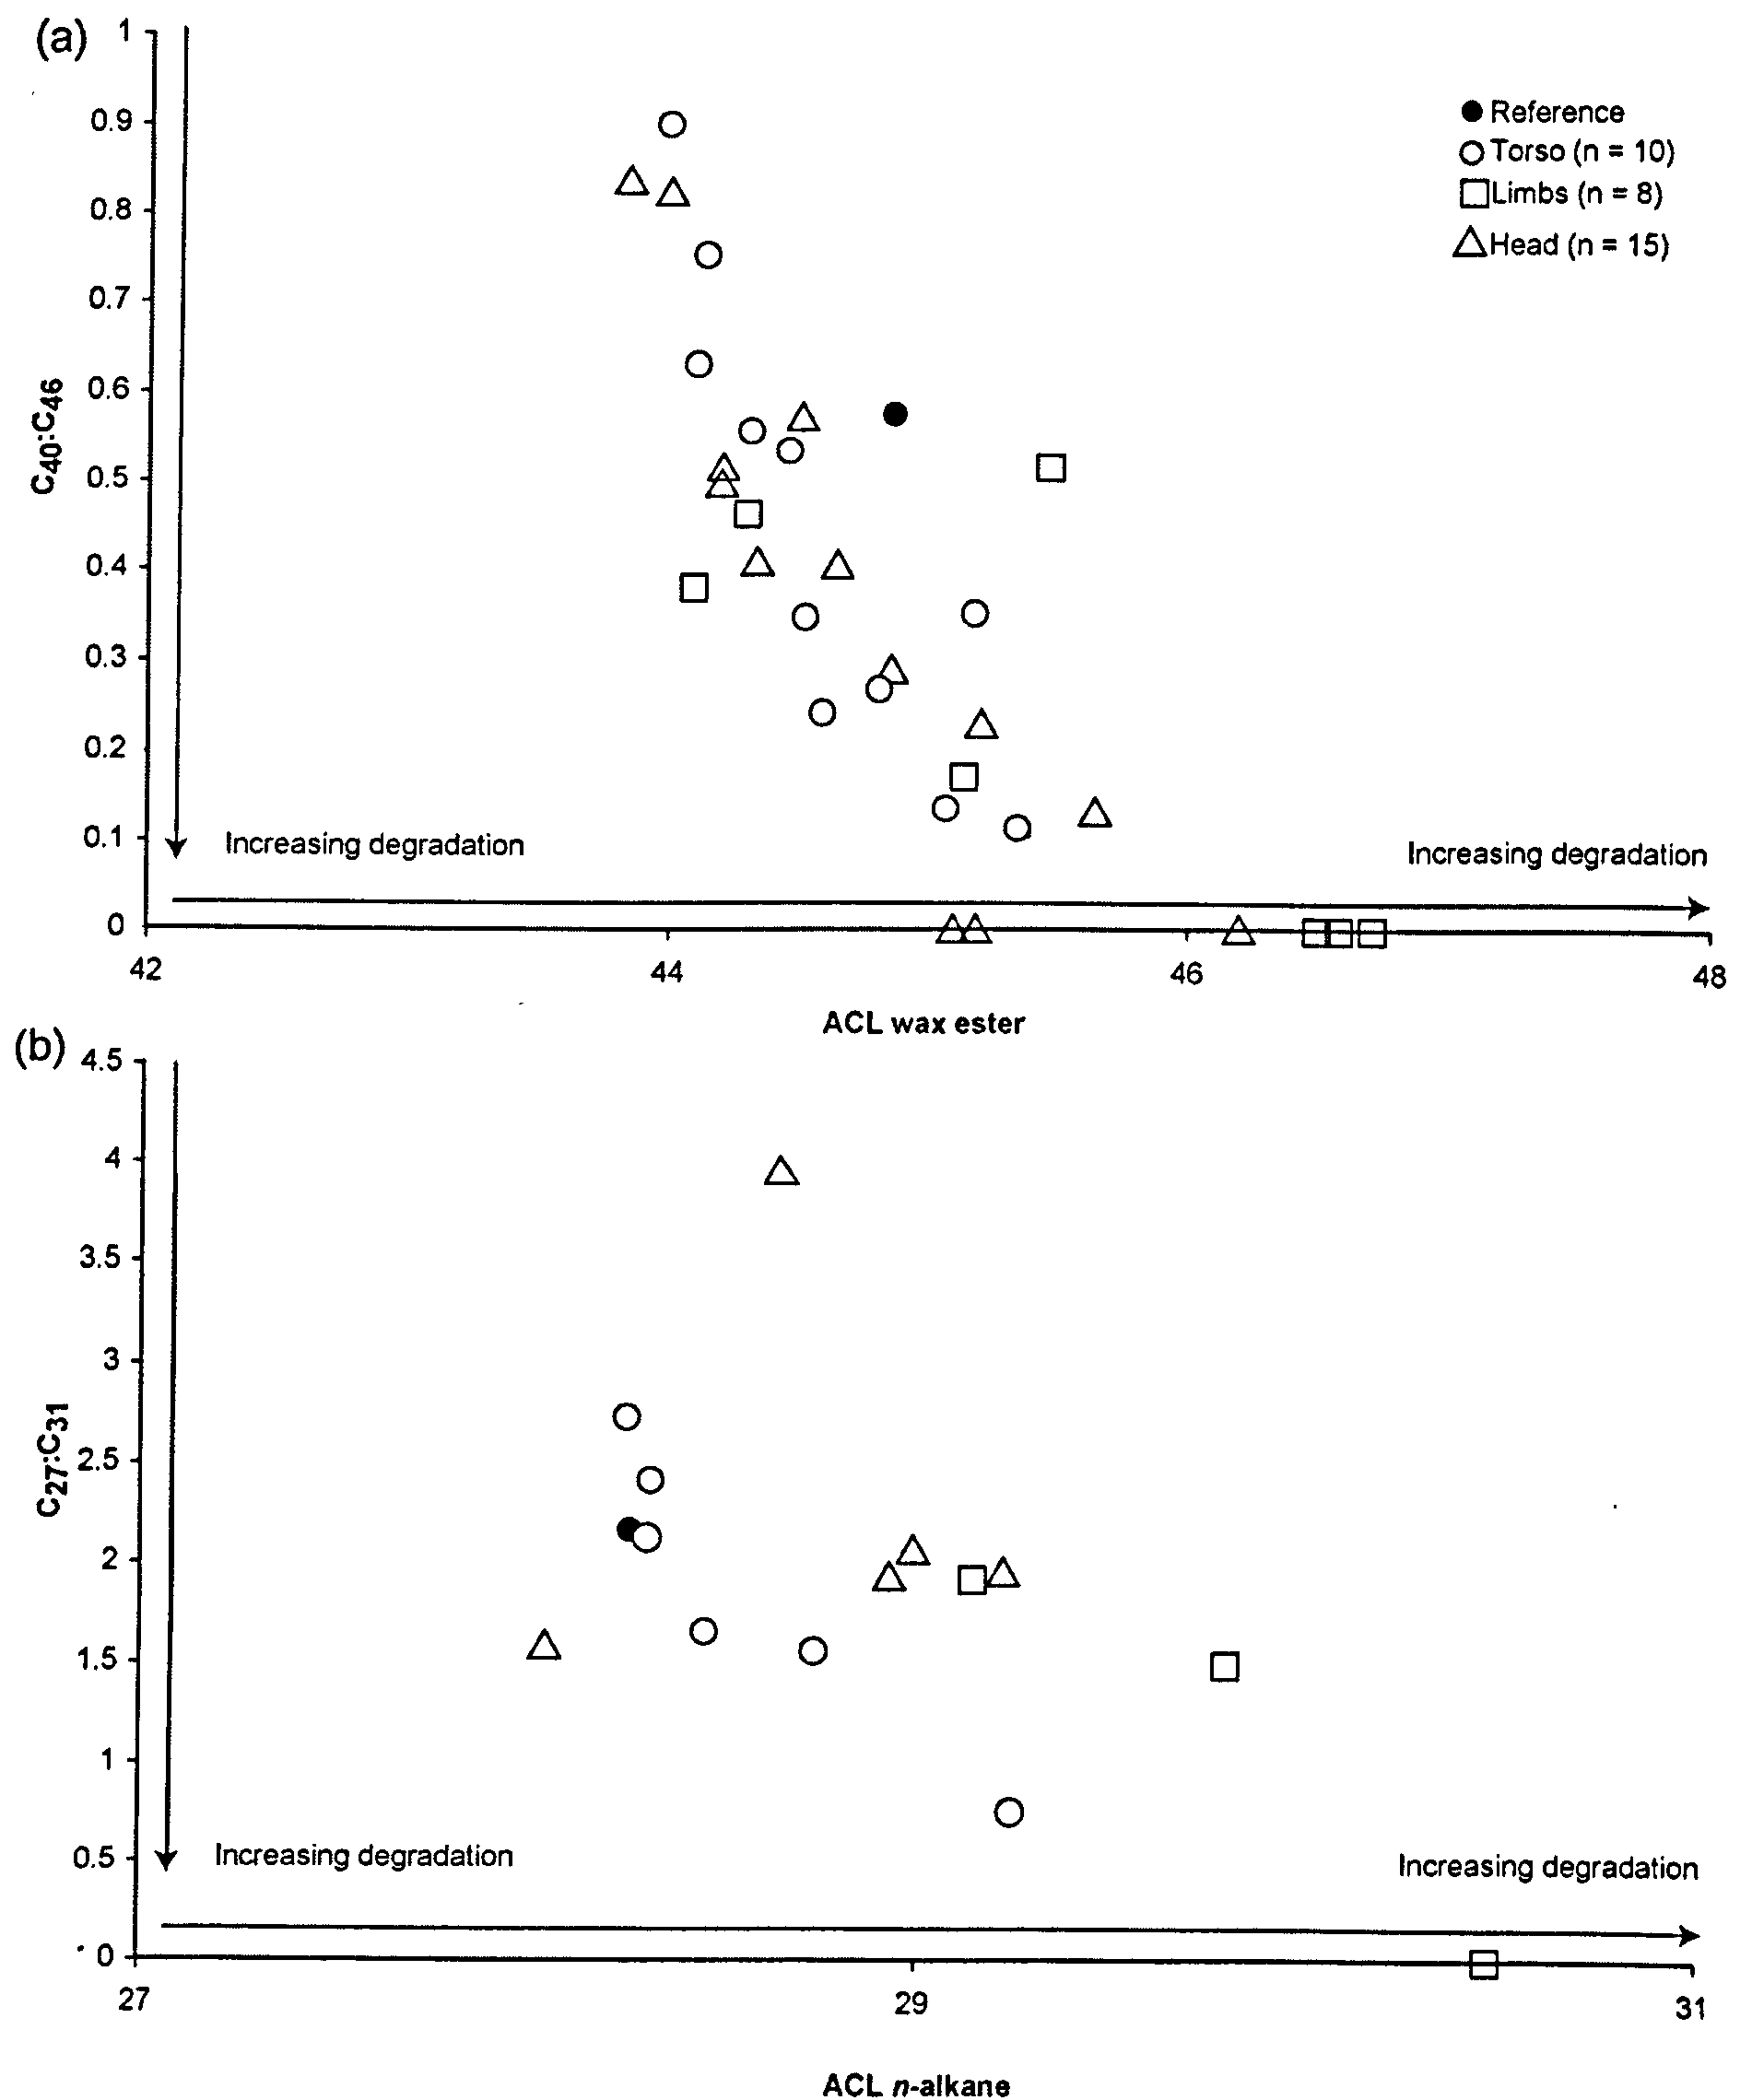 (a)
1
0.9
0.8
0.7
0.6
0.5
0.4
0.3
0.2
0.1
0
C40:C46
Reference
Torso (n = 10)
Limbs (n = 8)
Head (n = 15)
Increasing degradation
Increasing degradation
42
44
46
48
ACL wax ester
(b)
4.5
4
3.5
3
2.5
2
1.5
1
0.5
0
C27:C31
Increasing degradation
Increasing degradation
27
29
31
ACL n-alkane